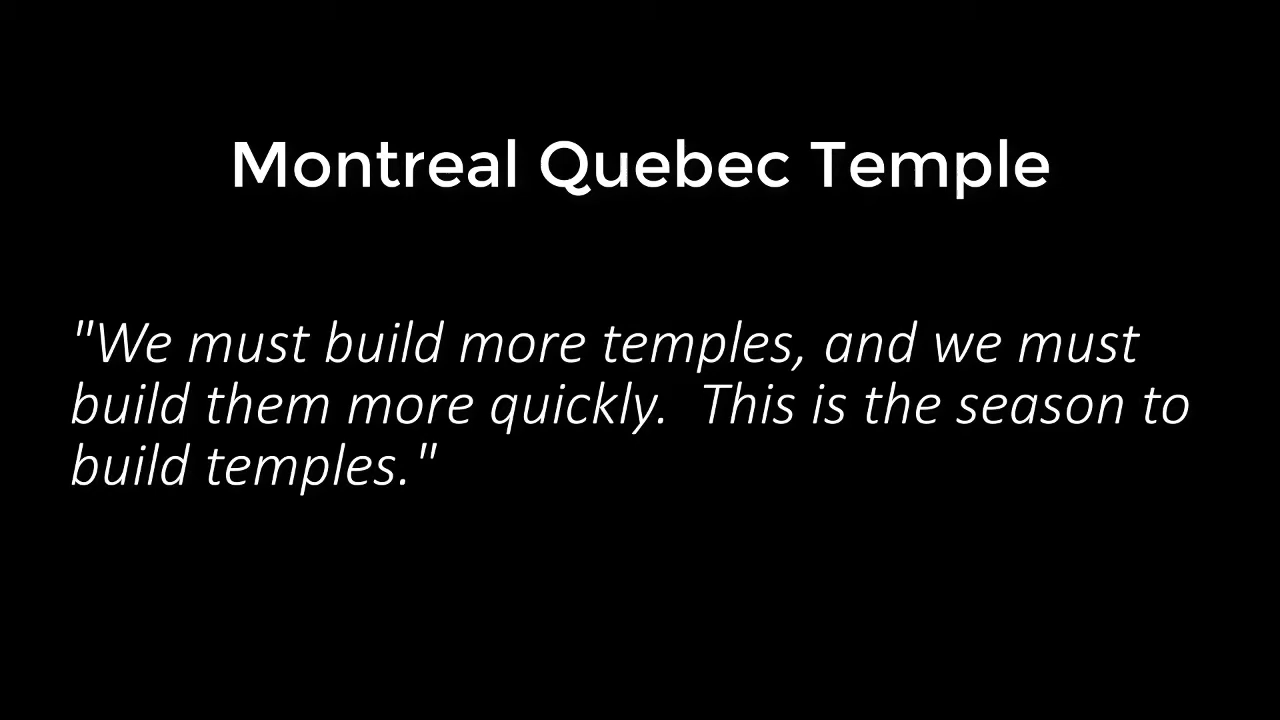 Montreal Quebec Temple
"We must build more temples, and we must
build them more quickly.  This is the season to
build temples."